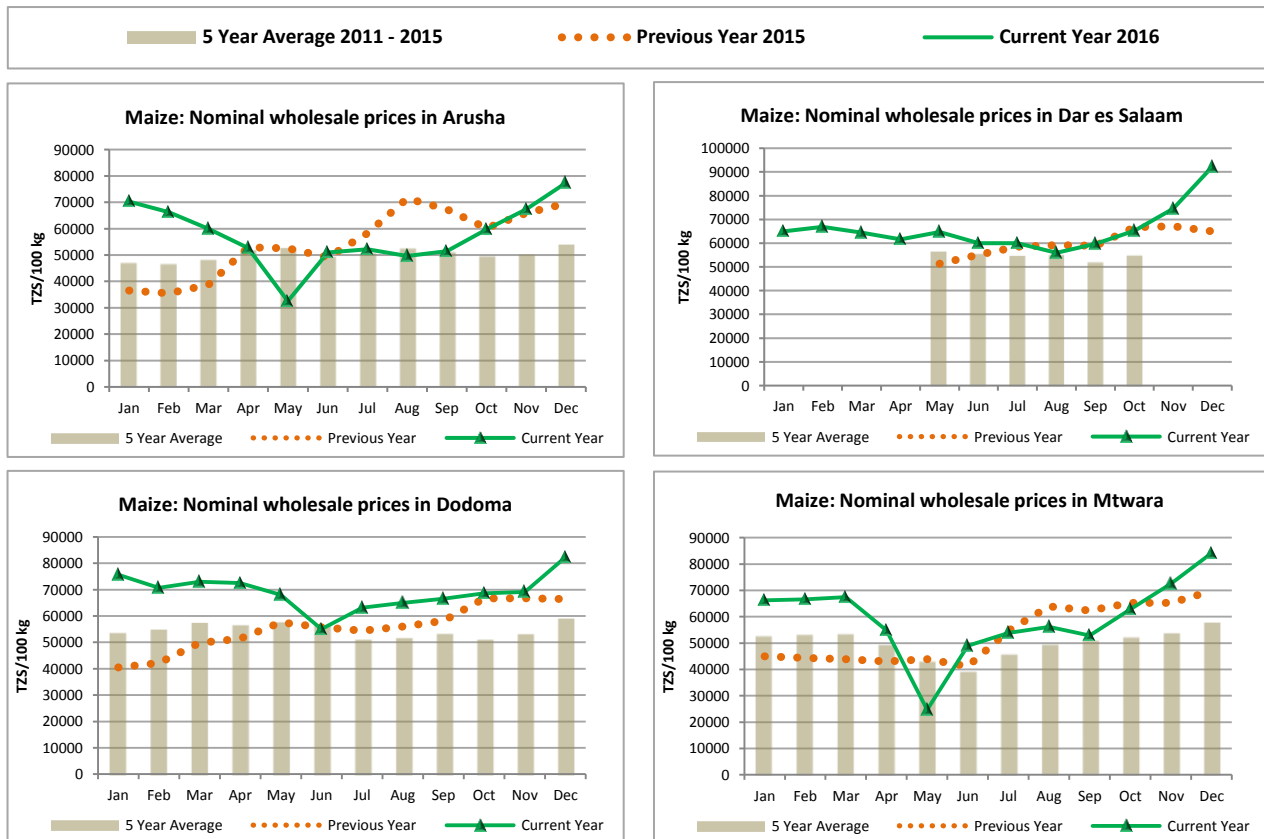 5 Year Average 2011 - 2015 Previous Year 2015 Current Year 2016
Maize: Nominal wholesale prices in Arusha
TZS/100 kg
90000
80000
70000
60000
50000
40000
30000
20000
10000
0
Jan Feb Mar Apr May Jun Jul Aug Sep Oct Nov Dec
5 Year Average Previous Year Current Year
Maize: Nominal wholesale prices in Dar es Salaam
TZS/100 kg
100000
90000
80000
70000
60000
50000
40000
30000
20000
10000
0
Jan Feb Mar Apr May Jun Jul Aug Sep Oct Nov Dec
5 Year Average Previous Year Current Year
Maize: Nominal wholesale prices in Dodoma
TZS/100 kg
90000
80000
70000
60000
50000
40000
30000
20000
10000
0
Jan Feb Mar Apr May Jun Jul Aug Sep Oct Nov Dec
5 Year Average Previous Year Current Year
Maize: Nominal wholesale prices in Mtwara
TZS/100 kg
90000
80000
70000
60000
50000
40000
30000
20000
10000
0
Jan Feb Mar Apr May Jun Jul Aug Sep Oct Nov Dec
5 Year Average Previous Year Current Year